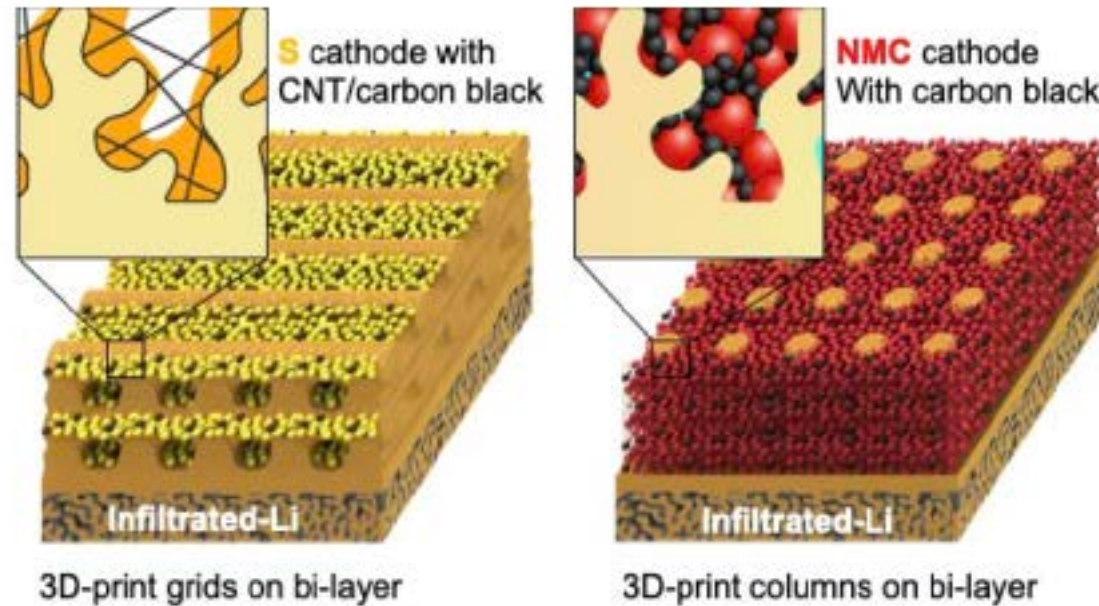 S cathode with
CNT/carbon black
NMC cathode
With carbon black
Infiltrated-Li
Infiltrated-Li
3D-print grids on bi-layer
3D-print columns on bi-layer